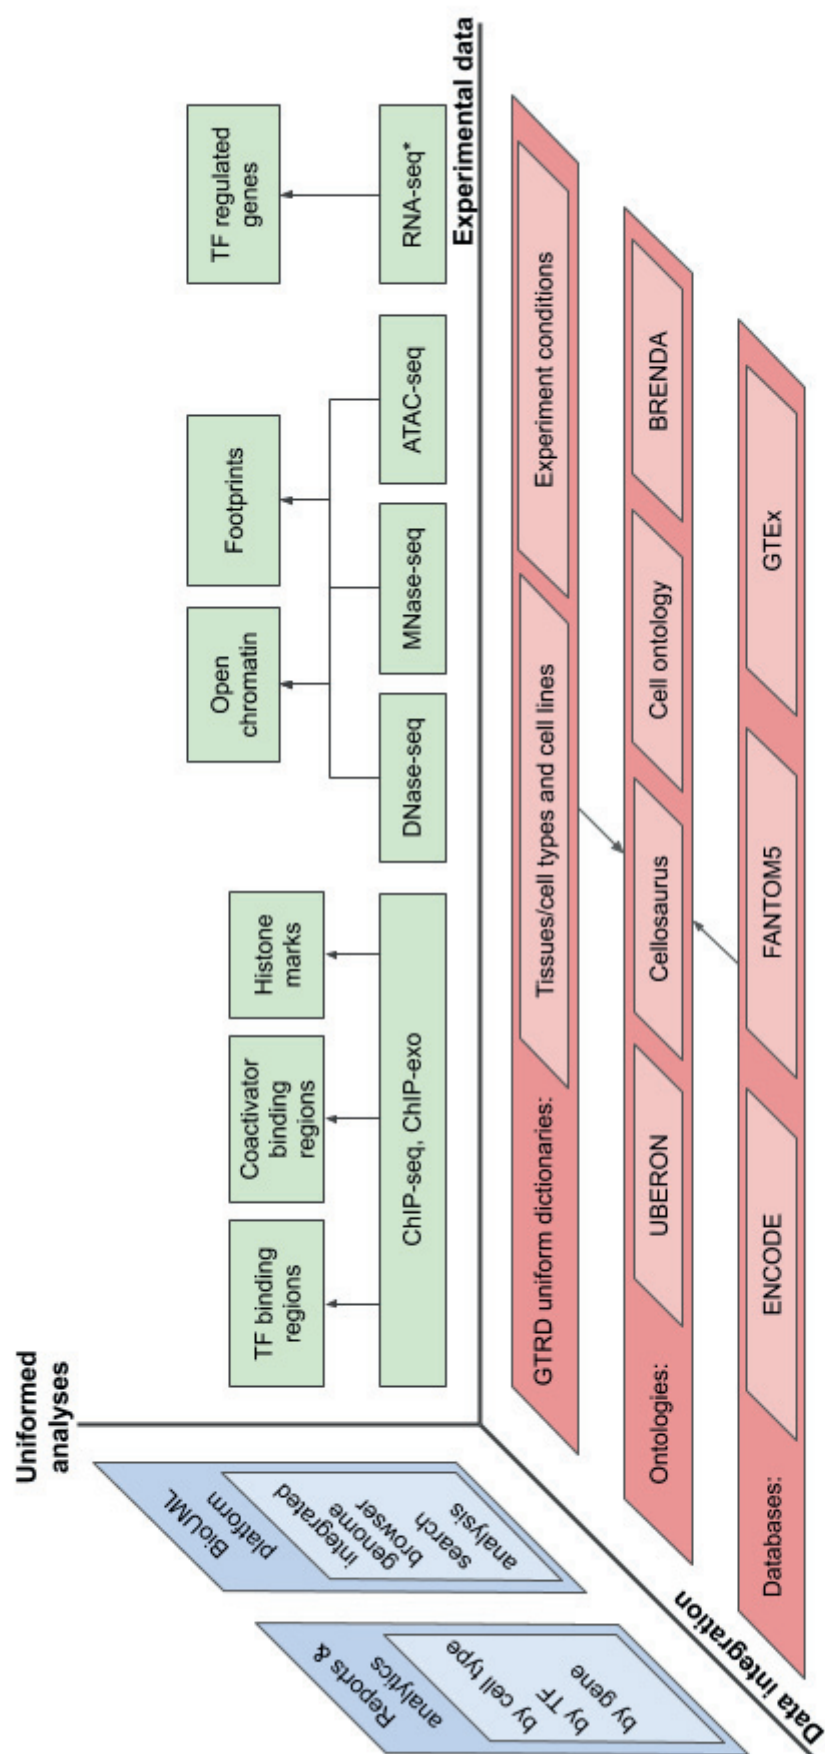 Uniformed
analyses
TF binding
regions
Coactivator
binding
regions
Histone
marks
Open
chromatin
Footprints
TF regulated
genes
ChIP-seq, ChIP-exo
DNase-seq
MNase-seq
ATAC-seq
RNA-seq*
Experimental data
BioUML
platform
integrated
genome
browser
search
analysis
Reports &
analytics
by cell type
by TF
by gene
Data integration
GTRD uniform dictionaries:
Tissues/cell types and cell lines
Experiment conditions
Ontologies:
UBERON
Cellosaurus
Cell ontology
BRENDA
Databases:
ENCODE
FANTOM5
GTEx